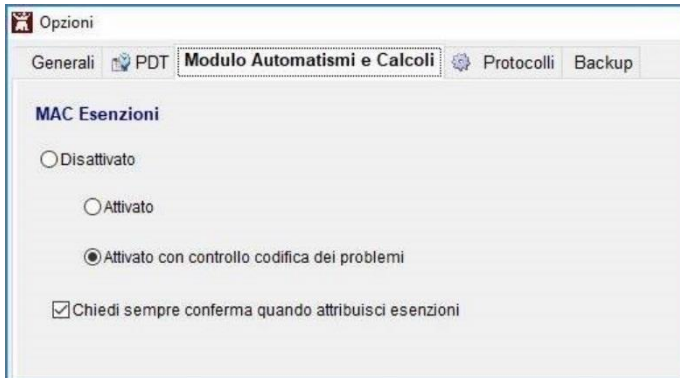 Opzioni
Generali PDT Modulo Automatismi e Calcoli Protocolli Backup
MAC Esenzioni
Disattivato
Attivato
Attivato con controllo codifica dei problemi
Chiedi sempre conferma quando attribuisci esenzioni